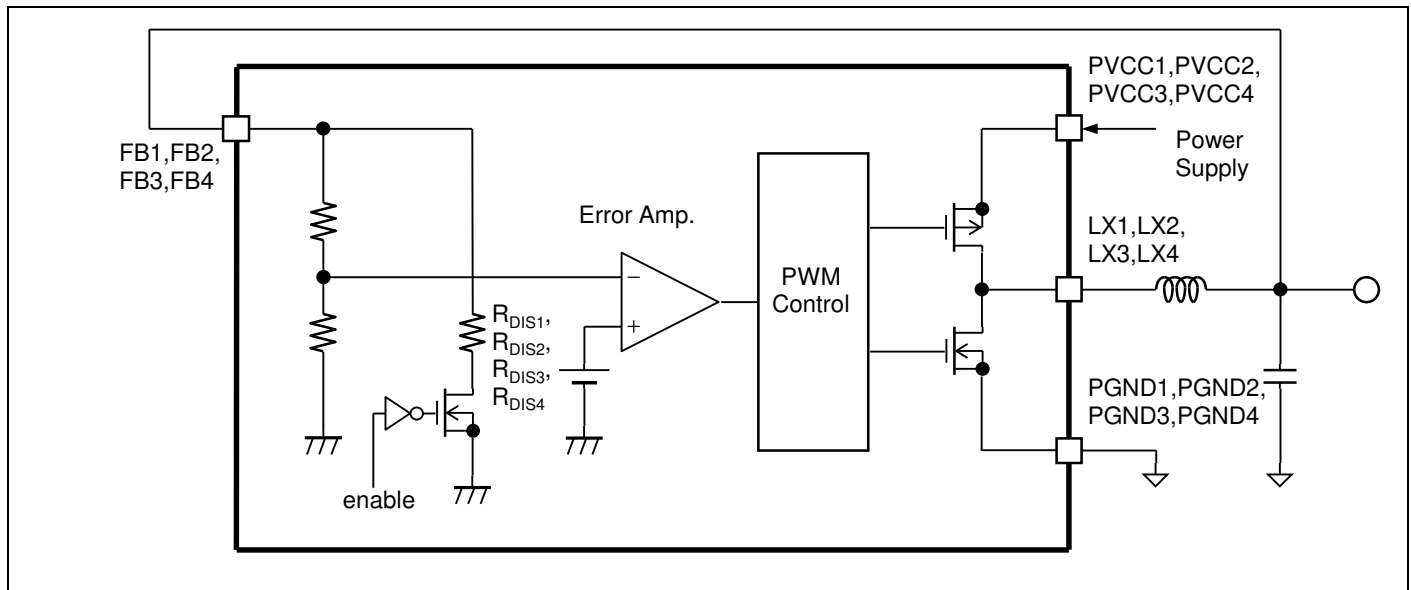 PVCC1,PVCC2,
PVCC3,PVCC4
Power
Supply
FB1,FB2,
FB3,FB4
Error Amp.
−
+
PWM
Control
LX1,LX2,
LX3,LX4
RDIS1,
RDIS2,
RDIS3,
RDIS4
PGND1,PGND2,
PGND3,PGND4
enable